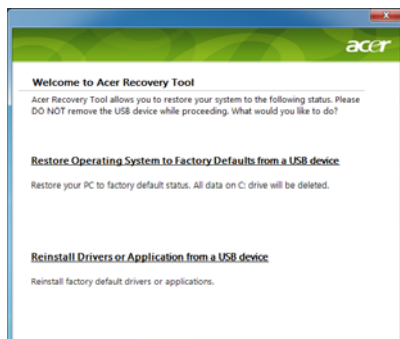 acer
Welcome to Acer Recovery Tool
Acer Recovery Tool allows you to restore your system to the following status. Please
DO NOT remove the USB device while proceeding. What would you like to do?
Restore Operating System to Factory Defaults from a USB device
Restore your PC to factory default status. All data on C: drive will be deleted.
Reinstall Drivers or Application from a USB device
Reinstall factory default drivers or applications.